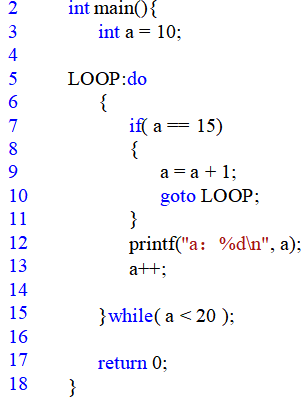 2 int main(){
3 int a = 10;
4
5 LOOP:do
6 {
7 if( a == 15)
8 {
9 a = a + 1;
10 goto LOOP;
11 }
12 printf("a：%d\n", a);
13 a++;
14
15 }while( a < 20 );
16
17 return 0;
18 }